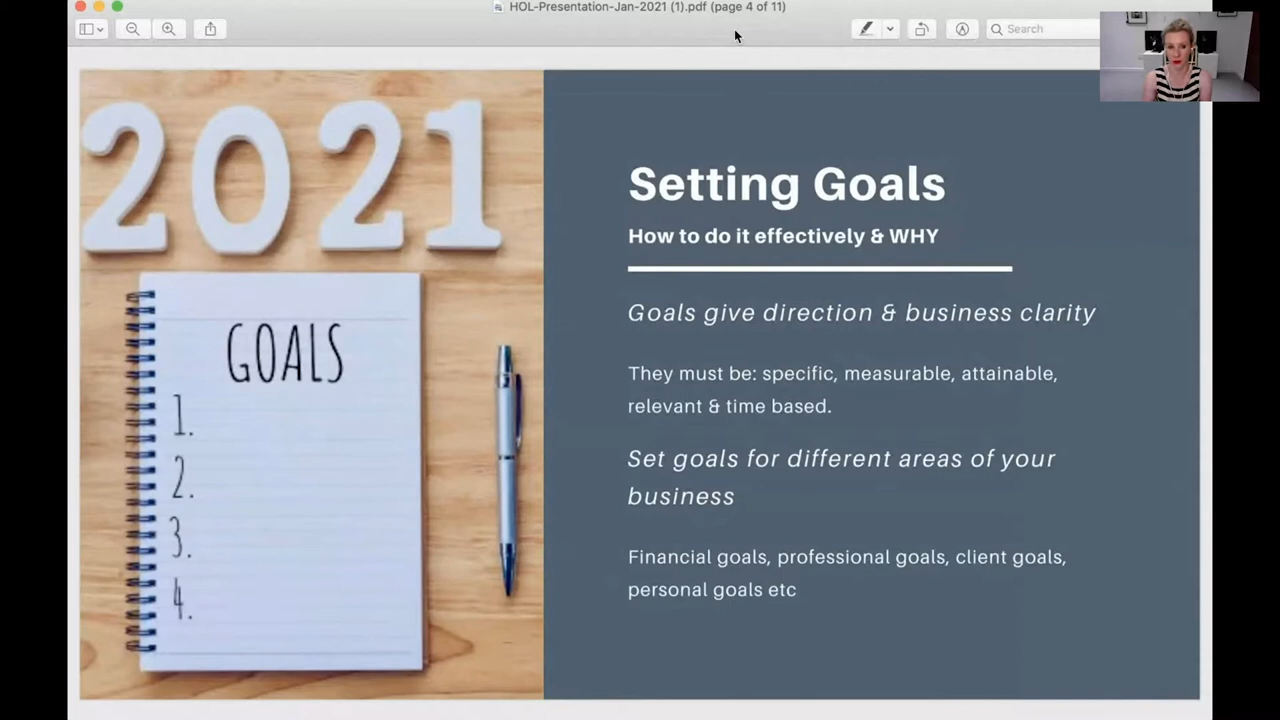 HOL-Presentation-Jan-2021 (1).pdf (page 4 of 11)
Search
2021
GOALS
1.
2.
3.
4.
Setting Goals
How to do it effectively & WHY
Goals give direction & business clarity
They must be: specific, measurable, attainable,
relevant & time based.
Set goals for different areas of your
business
Financial goals, professional goals, client goals,
personal goals etc